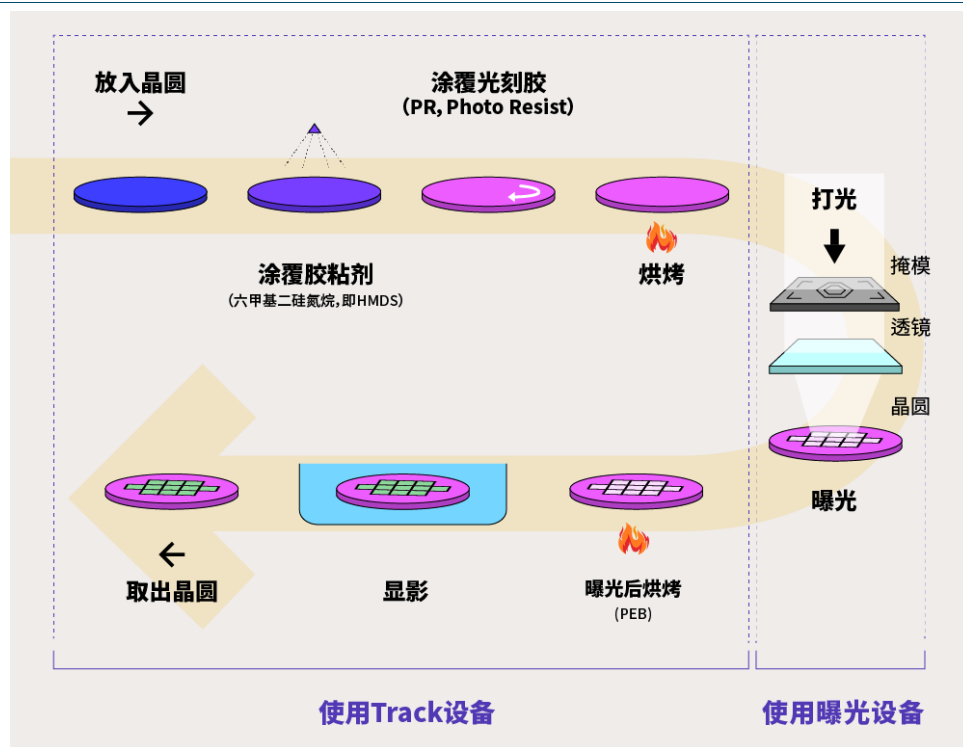 放入晶圆
涂覆光刻胶
（PR, Photo Resist）
涂覆胶粘剂
（六甲基二硅氮烷，即HMDS）
烘烤
打光
掩模
透镜
晶圆
曝光
曝光后烘烤
(PEB)
显影
取出晶圆
使用Track设备
使用曝光设备